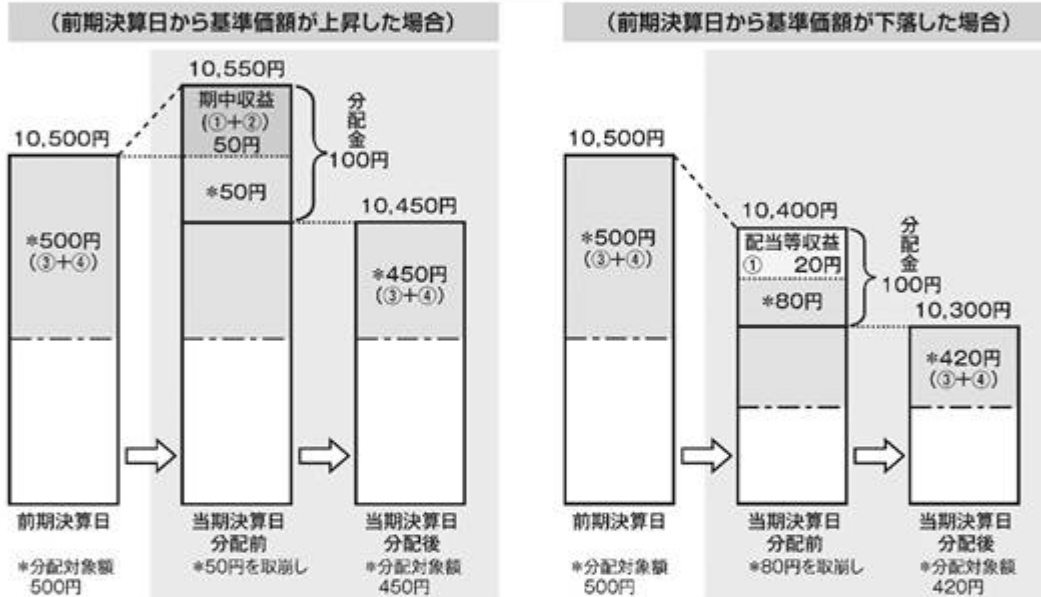 (前期決算日から基準価額が上昇した場合)
10,550円
期中収益
(①+②)
50円
*50円
分配金
100円
10,500円
*500円
(③+④)
10,450円
*450円
(③+④)
前期決算日
*分配対象額
500円
当期決算日
分配前
*50円を取崩し
当期決算日
分配後
*分配対象額
450円
(前期決算日から基準価額が下落した場合)
10,500円
*500円
(③+④)
10,400円
配当等収益
① 20円
*80円
分配金
100円
10,300円
*420円
(③+④)
前期決算日
*分配対象額
500円
当期決算日
分配前
*80円を取崩し
当期決算日
分配後
*分配対象額
420円